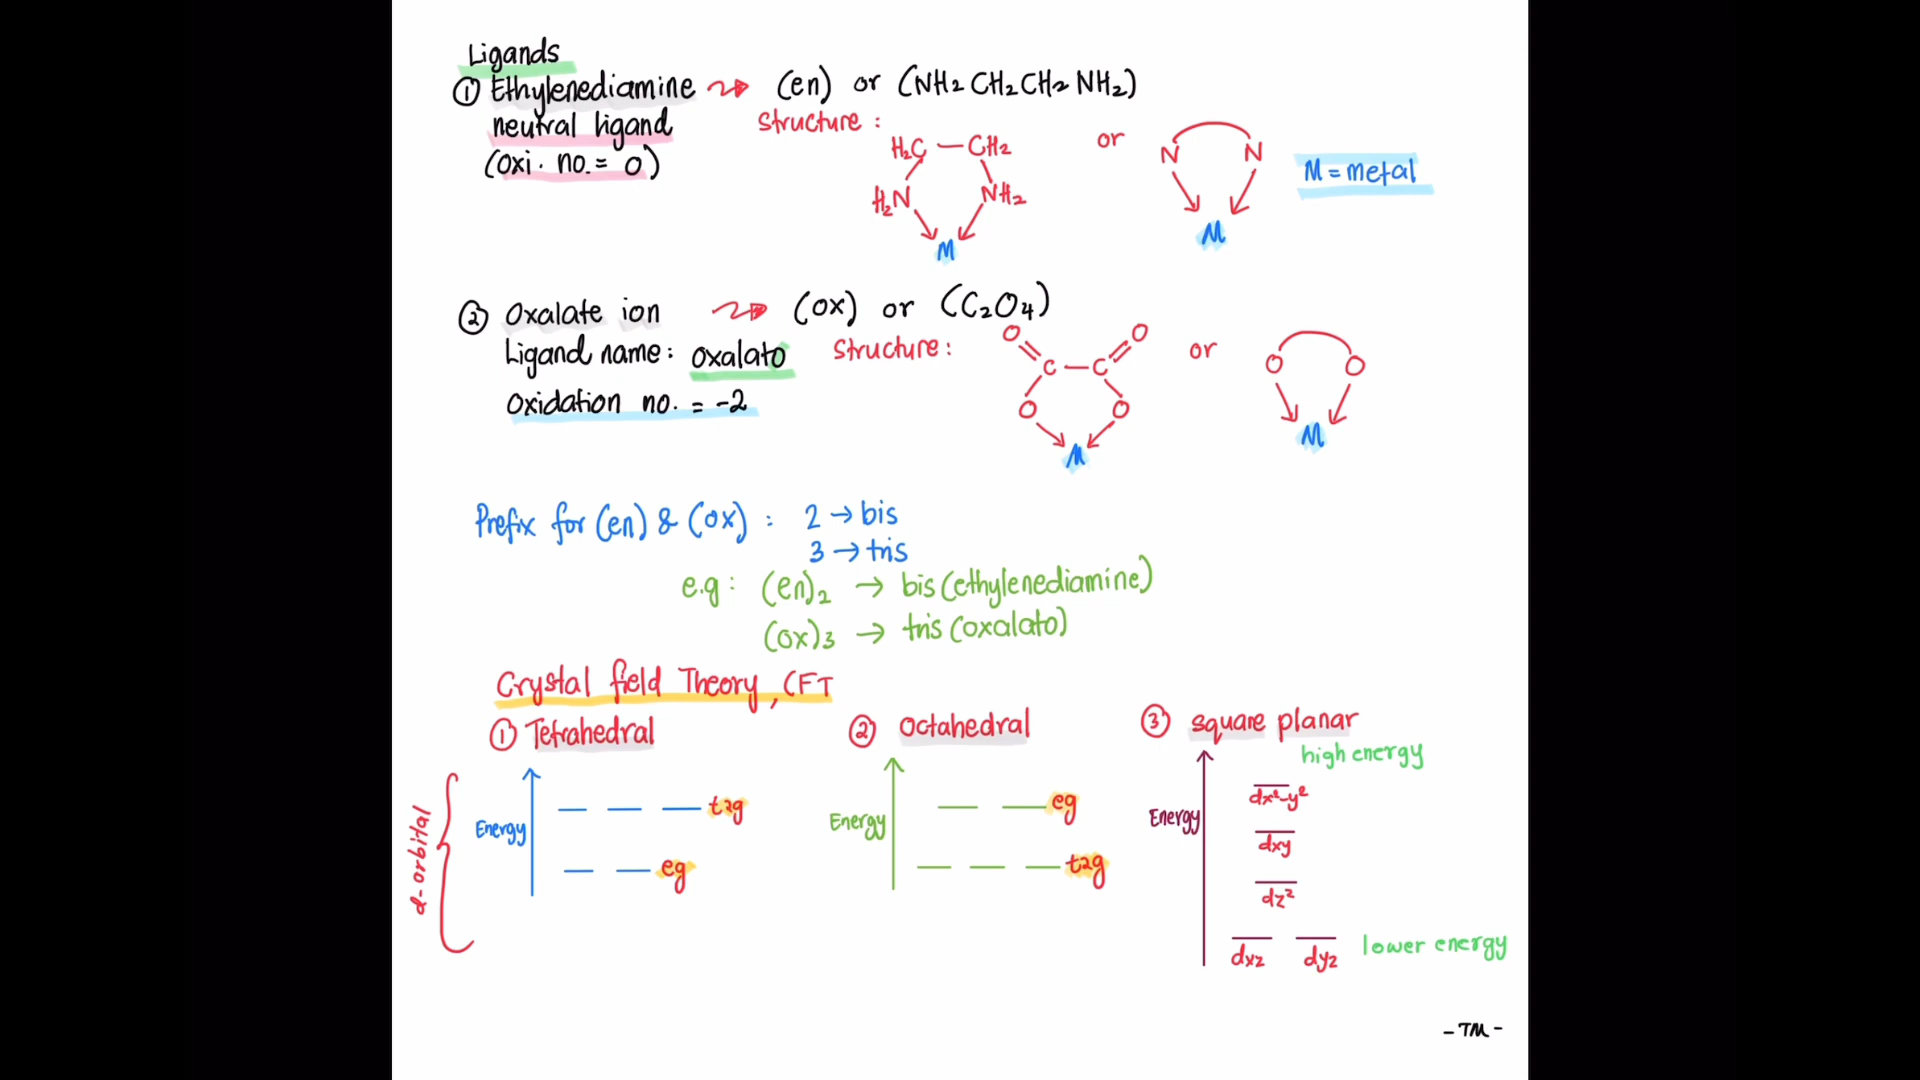 Ligands
① Ethylenediamine (en) or (NH2CH2CH2NH2)
neutral ligand
(oxi. no. = 0)
structure :
H2C — CH2
H2N NH2
M
or
N N
M
M = metal
② Oxalate ion (ox) or (C2O4)
Ligand name: oxalato
Oxidation no. = -2
structure :
O O
C — C
O O
M
or
O O
M
Prefix for (en) & (ox) : 2 → bis
3 → tris
e.g : (en)2 → bis(ethylenediamine)
(ox)3 → tris(oxalato)
Crystal field Theory, CFT
① Tetrahedral
d-orbital
Energy
t2g
eg
② Octahedral
Energy
eg
t2g
③ square planar
high energy
Energy
dx²-y²
dxy
dz²
dxz dyz lower energy
- TM -